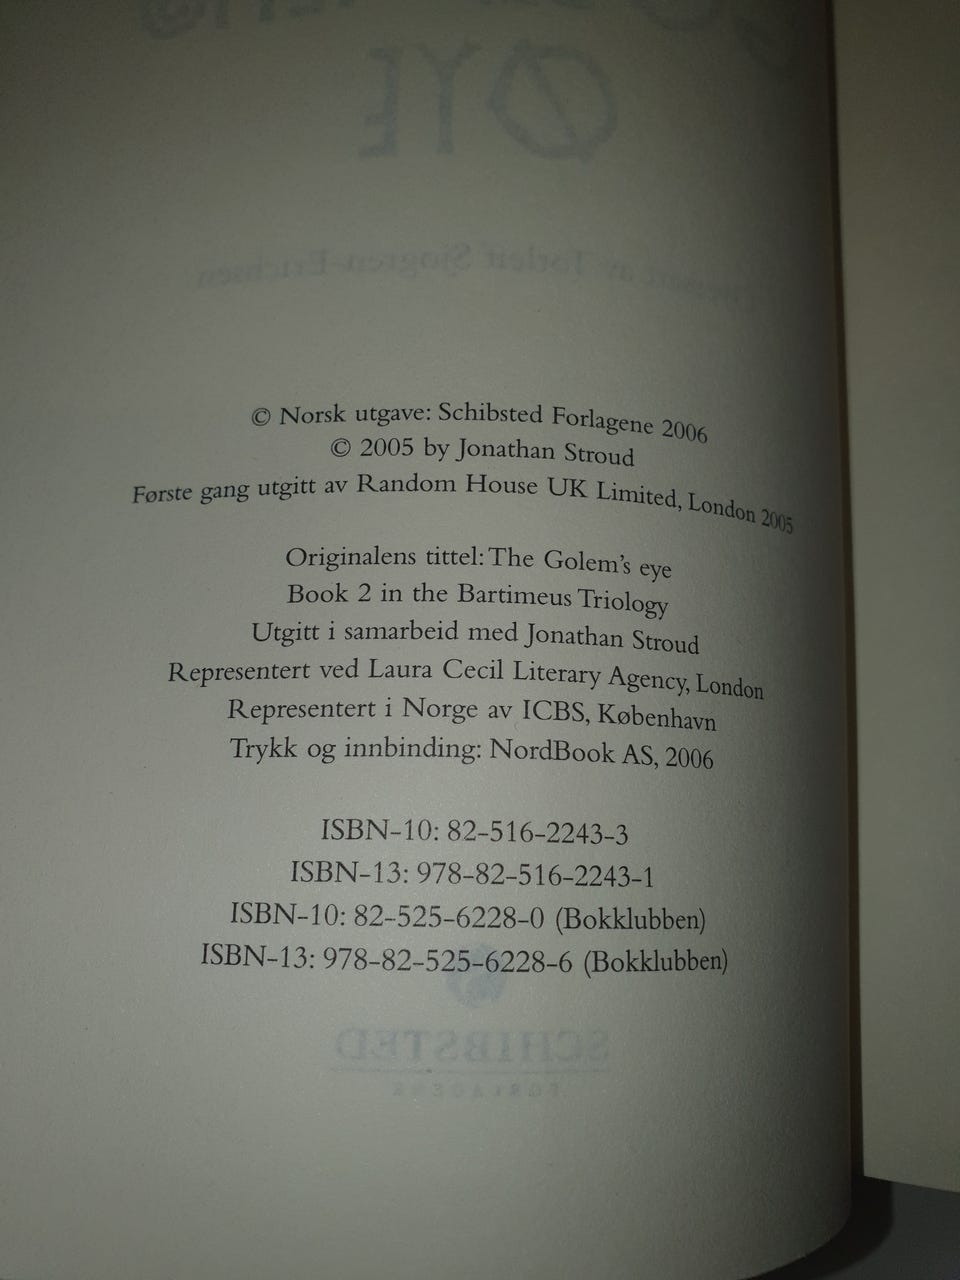 ØYE
© Norsk utgave: Schibsted Forlagene 2006
© 2005 by Jonathan Stroud
Første gang utgitt av Random House UK Limited, London 2005
Originalens tittel: The Golem's eye
Book 2 in the Bartimeus Triology
Utgitt i samarbeid med Jonathan Stroud
Representert ved Laura Cecil Literary Agency, London
Representert i Norge av ICBS, København
Trykk og innbinding: NordBook AS, 2006
ISBN-10: 82-516-2243-3
ISBN-13: 978-82-516-2243-1
ISBN-10: 82-525-6228-0 (Bokklubben)
ISBN-13: 978-82-525-6228-6 (Bokklubben)
SCHIBSTED